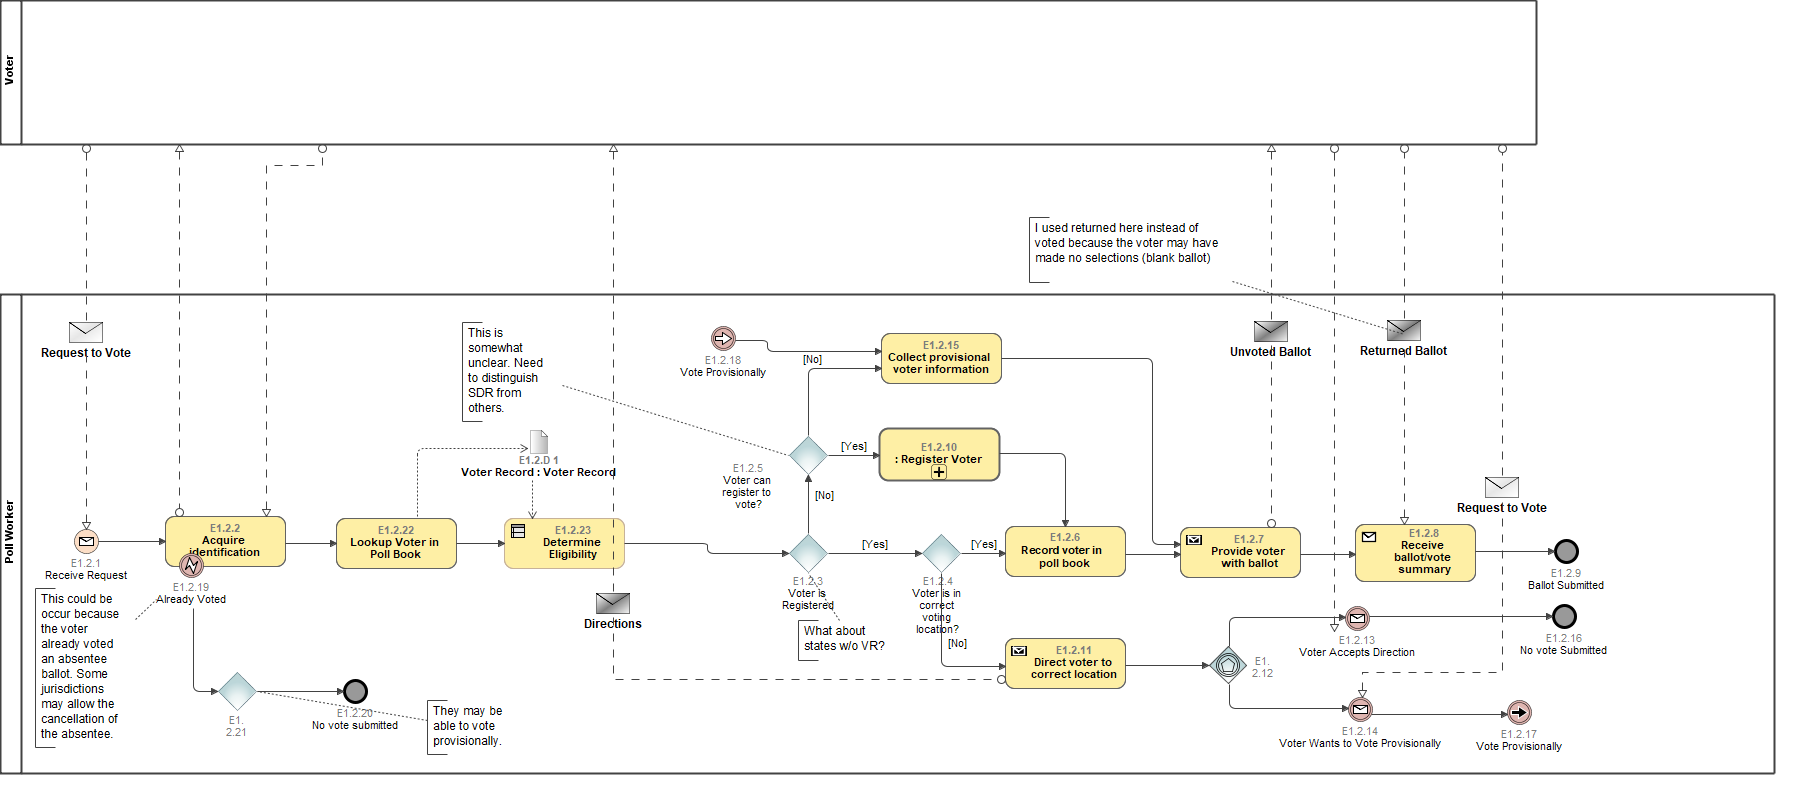 Voter
I used returned here instead of
voted because the voter may have
made no selections (blank ballot)
Poll Worker
Request to Vote
This is
somewhat
unclear. Need
to distinguish
SDR from
others.
E1.2.18
Vote Provisionally
[No]
E1.2.15
Collect provisional
voter information
Unvoted Ballot
Returned Ballot
E1.2.D 1
Voter Record : Voter Record
E1.2.5
Voter can
register to
vote?
[Yes]
E1.2.10
: Register Voter
[No]
Request to Vote
E1.2.1
Receive Request
E1.2.2
Acquire
identification
E1.2.19
Already Voted
E1.2.22
Lookup Voter in
Poll Book
E1.2.23
Determine
Eligibility
E1.2.3
Voter is
Registered
[Yes]
E1.2.4
Voter is in
correct
voting
location?
[Yes]
E1.2.6
Record voter in
poll book
E1.2.7
Provide voter
with ballot
E1.2.8
Receive
ballot/vote
summary
E1.2.9
Ballot Submitted
This could be
occur because
the voter
already voted
an absentee
ballot. Some
jurisdictions
may allow the
cancellation of
the absentee.
Directions
What about
states w/o VR?
[No]
E1.2.11
Direct voter to
correct location
E1.
2.12
E1.2.13
Voter Accepts Direction
E1.2.16
No vote Submitted
E1.
2.21
E1.2.20
No vote submitted
They may be
able to vote
provisionally.
E1.2.14
Voter Wants to Vote Provisionally
E1.2.17
Vote Provisionally